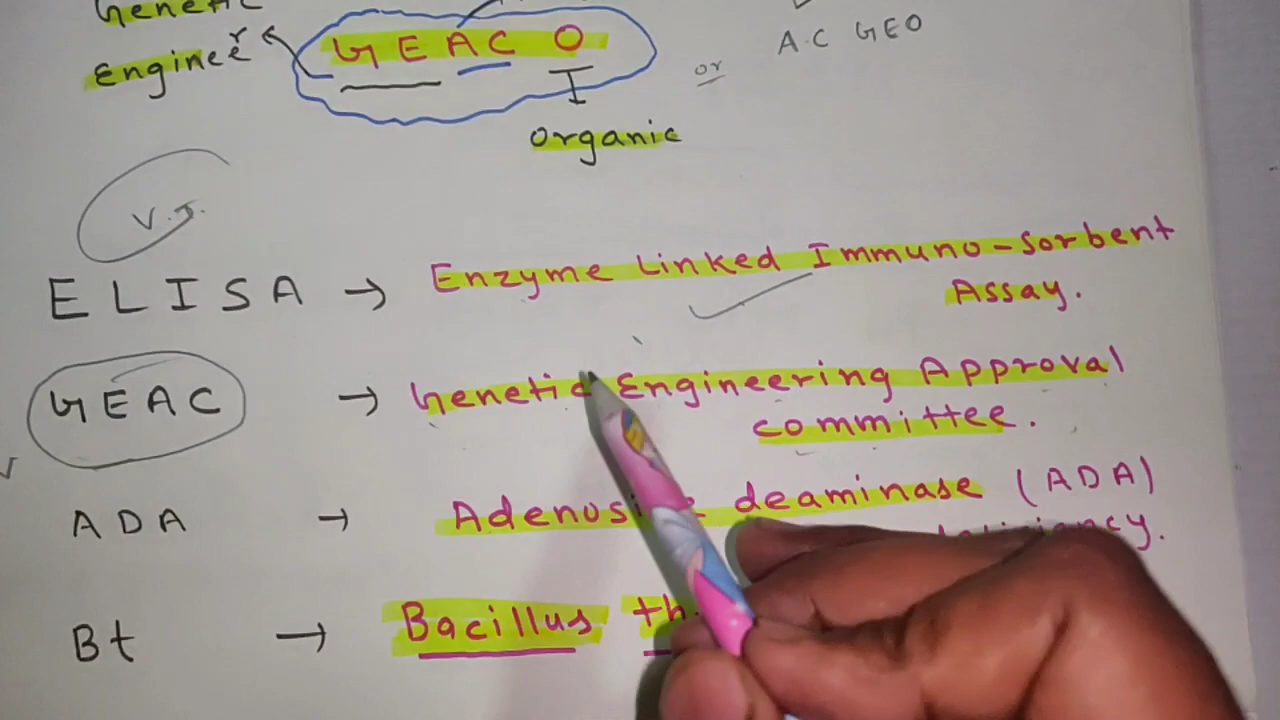 Genetic
Engineer
GEAC O
or
A.C GEO
organic
V.I.
ELISA → Enzyme Linked Immuno-sorbent
Assay.
GEAC → Genetic Engineering Approval
committee.
ADA → deaminase (ADA)
Bt → Bacillus